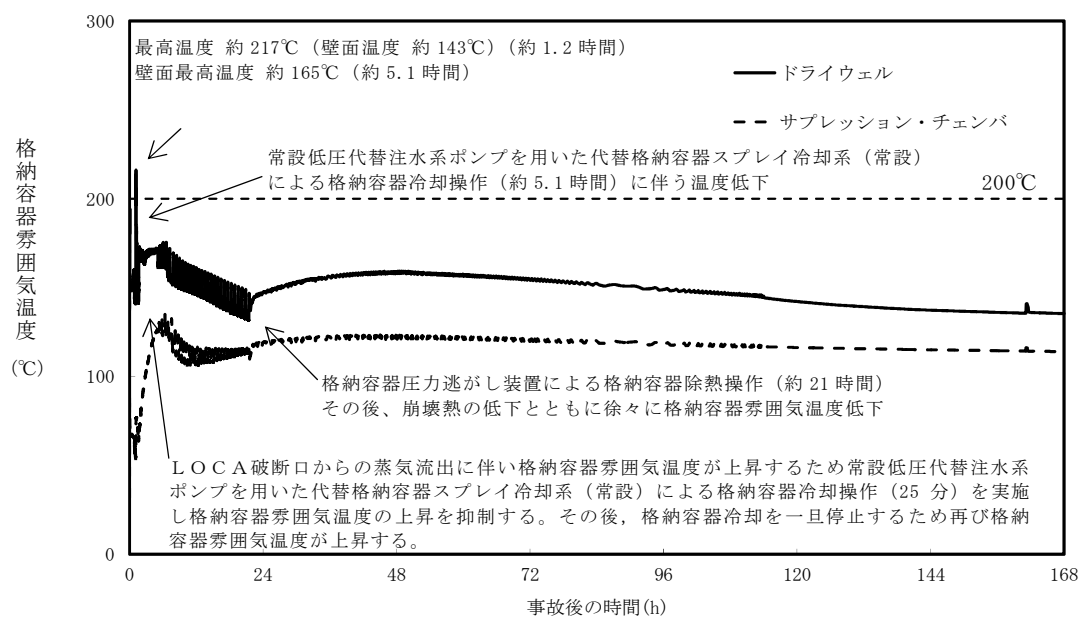 300
最高温度 約217℃（壁面温度 約143℃）（約1.2時間）
壁面最高温度 約165℃（約5.1時間）
ドライウェル
サプレッション・チェンバ
常設低圧代替注水系ポンプを用いた代替格納容器スプレイ冷却系（常設）
による格納容器冷却操作（約5.1時間）に伴う温度低下
200℃
200
格納容器雰囲気温度
(℃)
100
格納容器圧力逃がし装置による格納容器除熱操作（約21時間）
その後、崩壊熱の低下とともに徐々に格納容器雰囲気温度低下
ＬＯＣＡ破断口からの蒸気流出に伴い格納容器雰囲気温度が上昇するため常設低圧代替注水系
ポンプを用いた代替格納容器スプレイ冷却系（常設）による格納容器冷却操作（25 分）を実施
し格納容器雰囲気温度の上昇を抑制する。その後，格納容器冷却を一旦停止するため再び格納
容器雰囲気温度が上昇する。
0
0 24 48 72 96 120 144 168
事故後の時間(h)